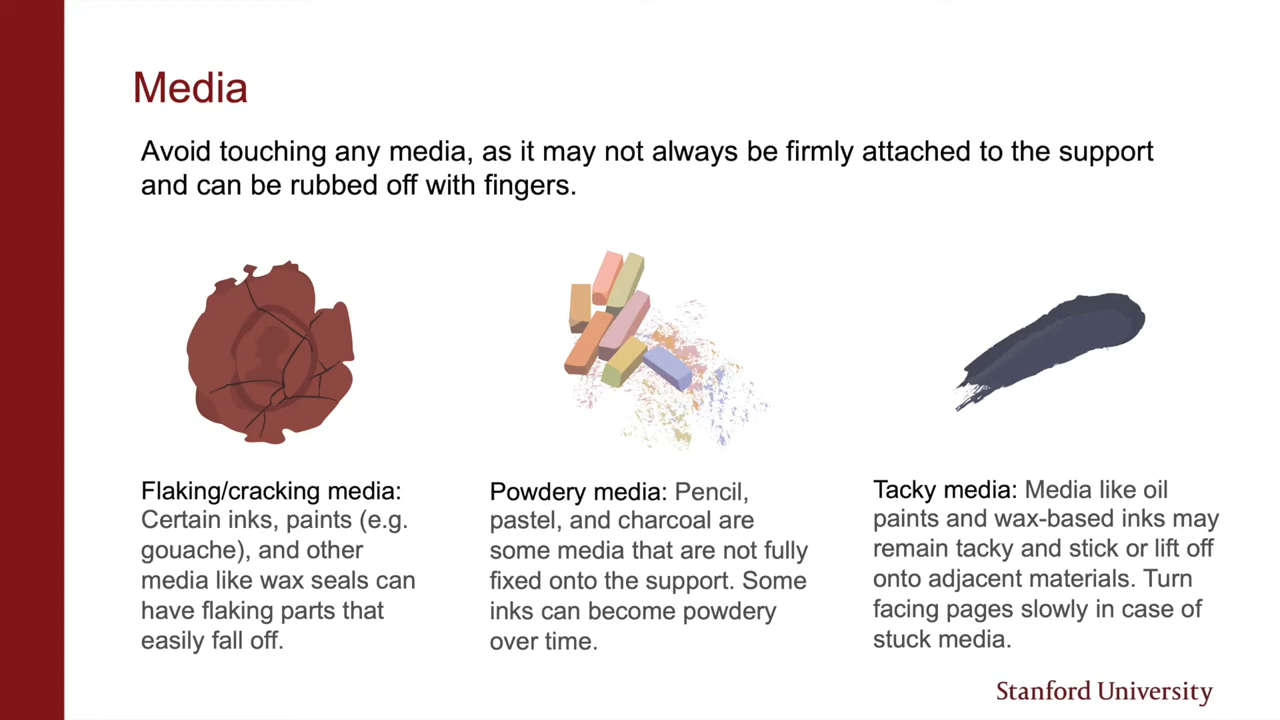 Media
Avoid touching any media, as it may not always be firmly attached to the support
and can be rubbed off with fingers.
Flaking/cracking media:
Certain inks, paints (e.g.
gouache), and other
media like wax seals can
have flaking parts that
easily fall off.
Powdery media: Pencil,
pastel, and charcoal are
some media that are not fully
fixed onto the support. Some
inks can become powdery
over time.
Tacky media: Media like oil
paints and wax-based inks may
remain tacky and stick or lift off
onto adjacent materials. Turn
facing pages slowly in case of
stuck media.
Stanford University